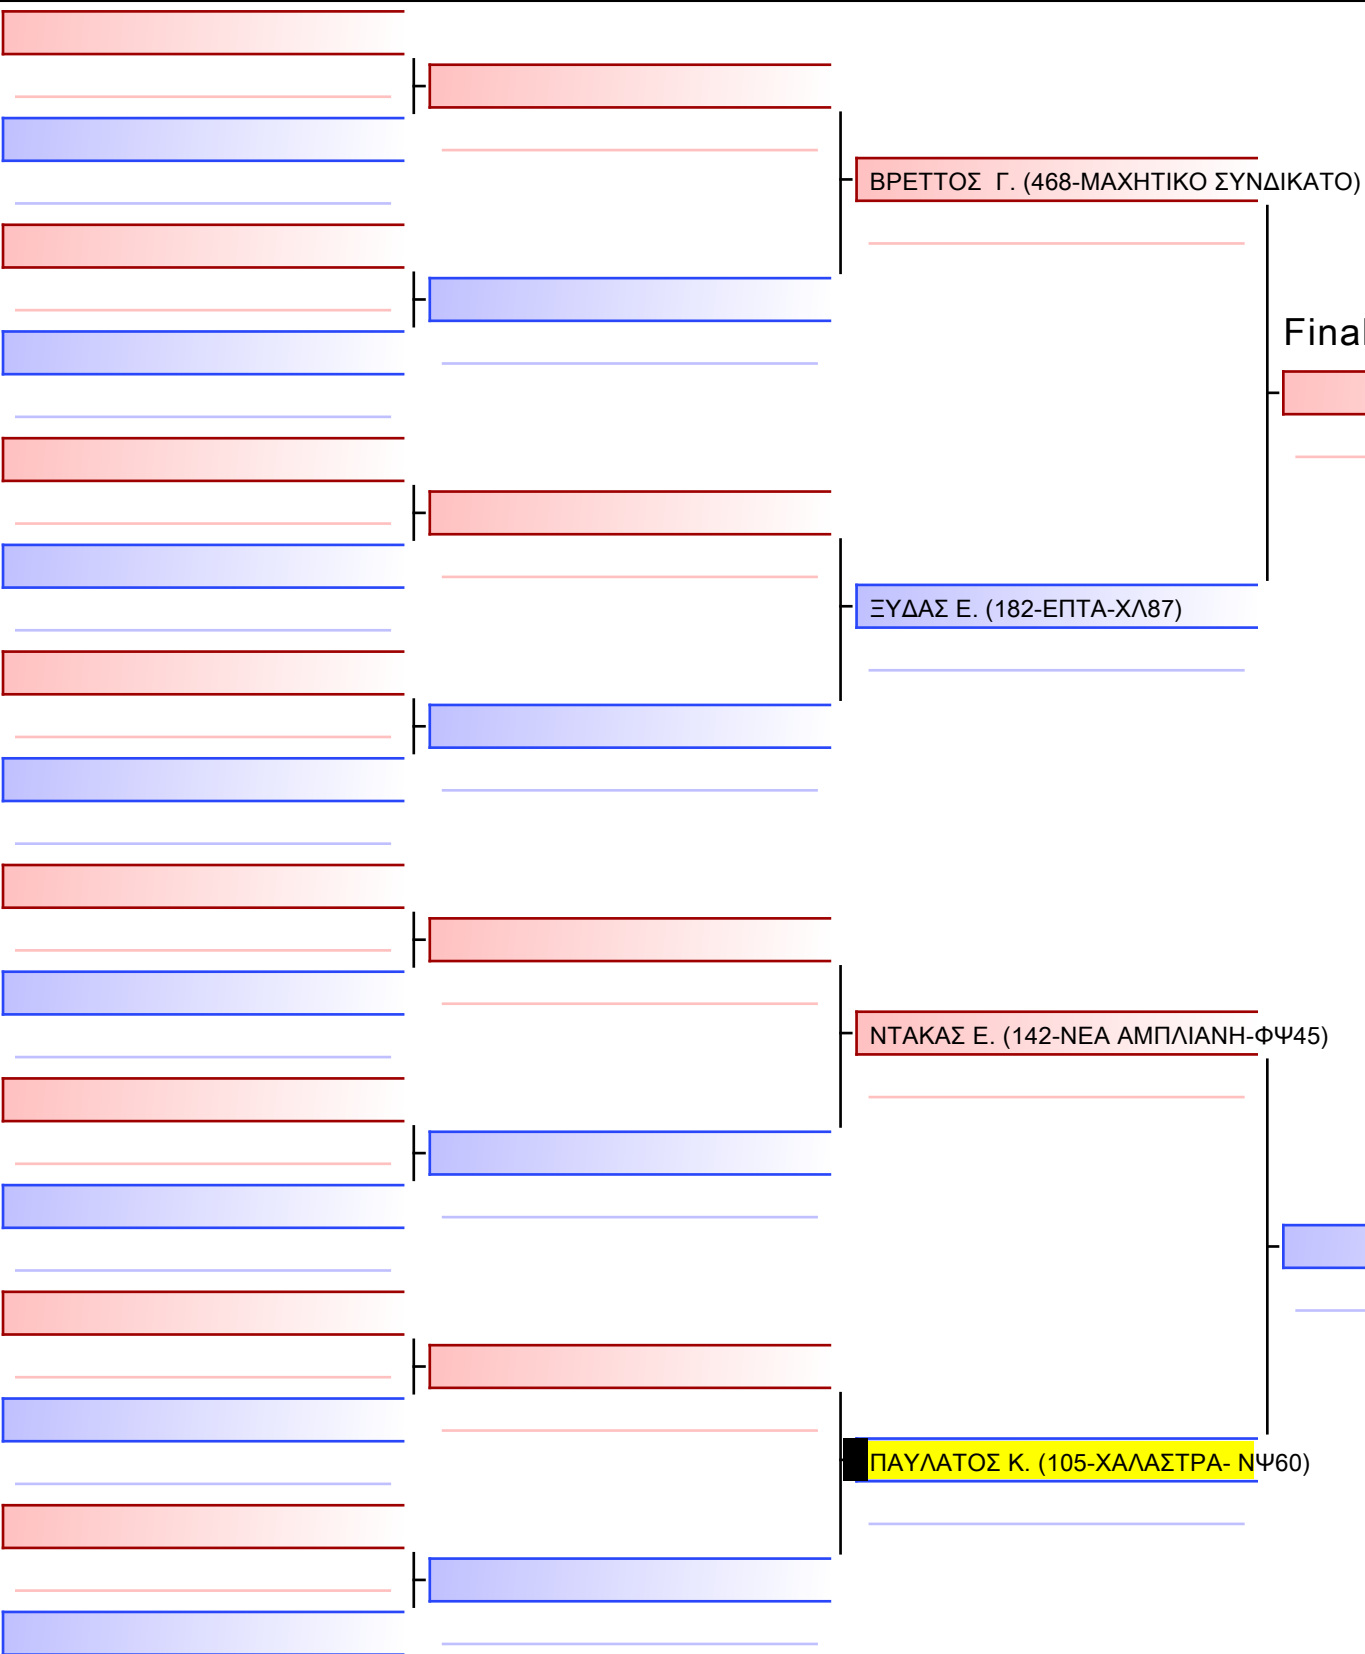 ΒΡΕΤΤΟΣ  Γ. (468-ΜΑΧΗΤΙΚΟ ΣΥΝΔΙΚΑΤΟ)
Final
ΞΥΔΑΣ Ε. (182-ΕΠΤΑ-ΧΛ87)
ΝΤΑΚΑΣ Ε. (142-ΝΕΑ ΑΜΠΛΙΑΝΗ-ΦΨ45)
ΠΑΥΛΑΤΟΣ Κ. (105-ΧΑΛΑΣΤΡΑ- ΝΨ60)